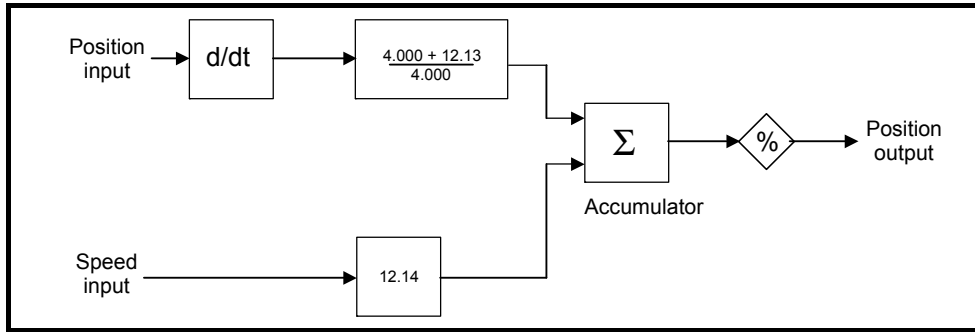 Position
input
d/dt
4.000 + 12.13
4.000
Σ
Accumulator
%
Position
output
Speed
input
12.14